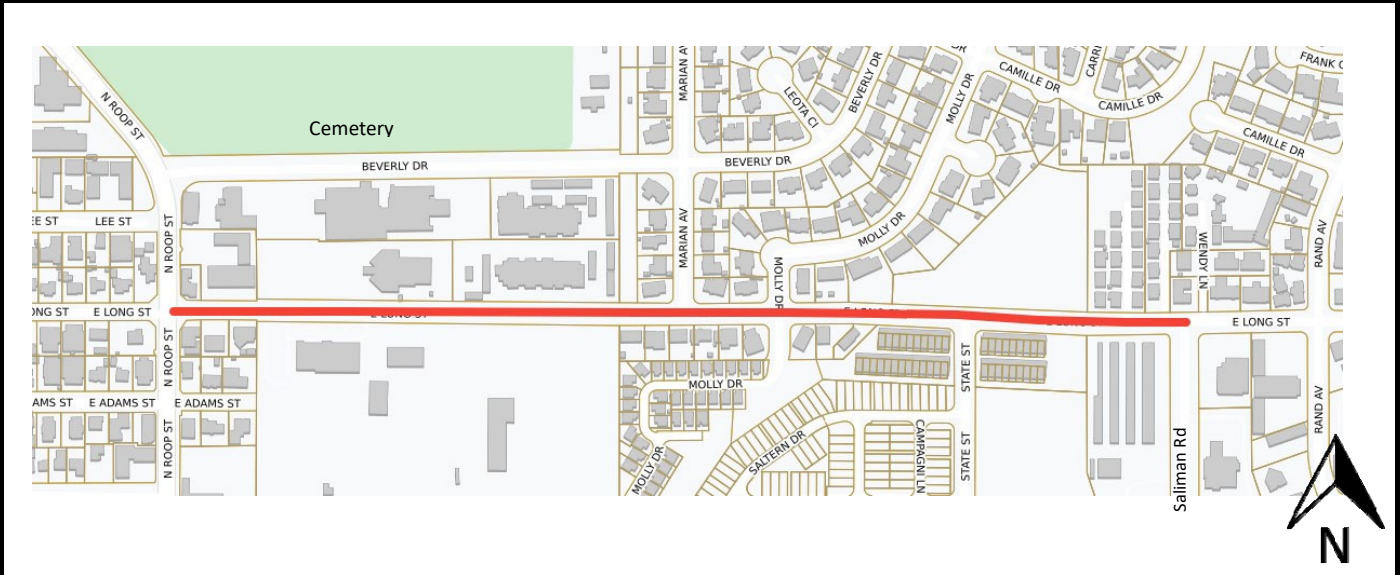 FRANK C
CAMILLE DR
CARRI
DR
MARIAN AV
BEVERLY DR
MOLLY DR
LEOTA CI
N ROOP ST
CAMILLE DR
Cemetery
CAMILLE DR
BEVERLY DR
BEVERLY DR
EE ST
LEE ST
N ROOP ST
MARIAN AV
MOLLY DR
WENDY LN
RAND AV
MOLLY DR
ONG ST
E LONG ST
E LONG ST
E LONG ST
N ROOP ST
STATE ST
MOLLY DR
AMS ST
E ADAMS ST
E ADAMS ST
RAND AV
N ROOP ST
SALTERN DR
CAMPAGNI LN
STATE ST
MOLLY DR
Saliman Rd
N